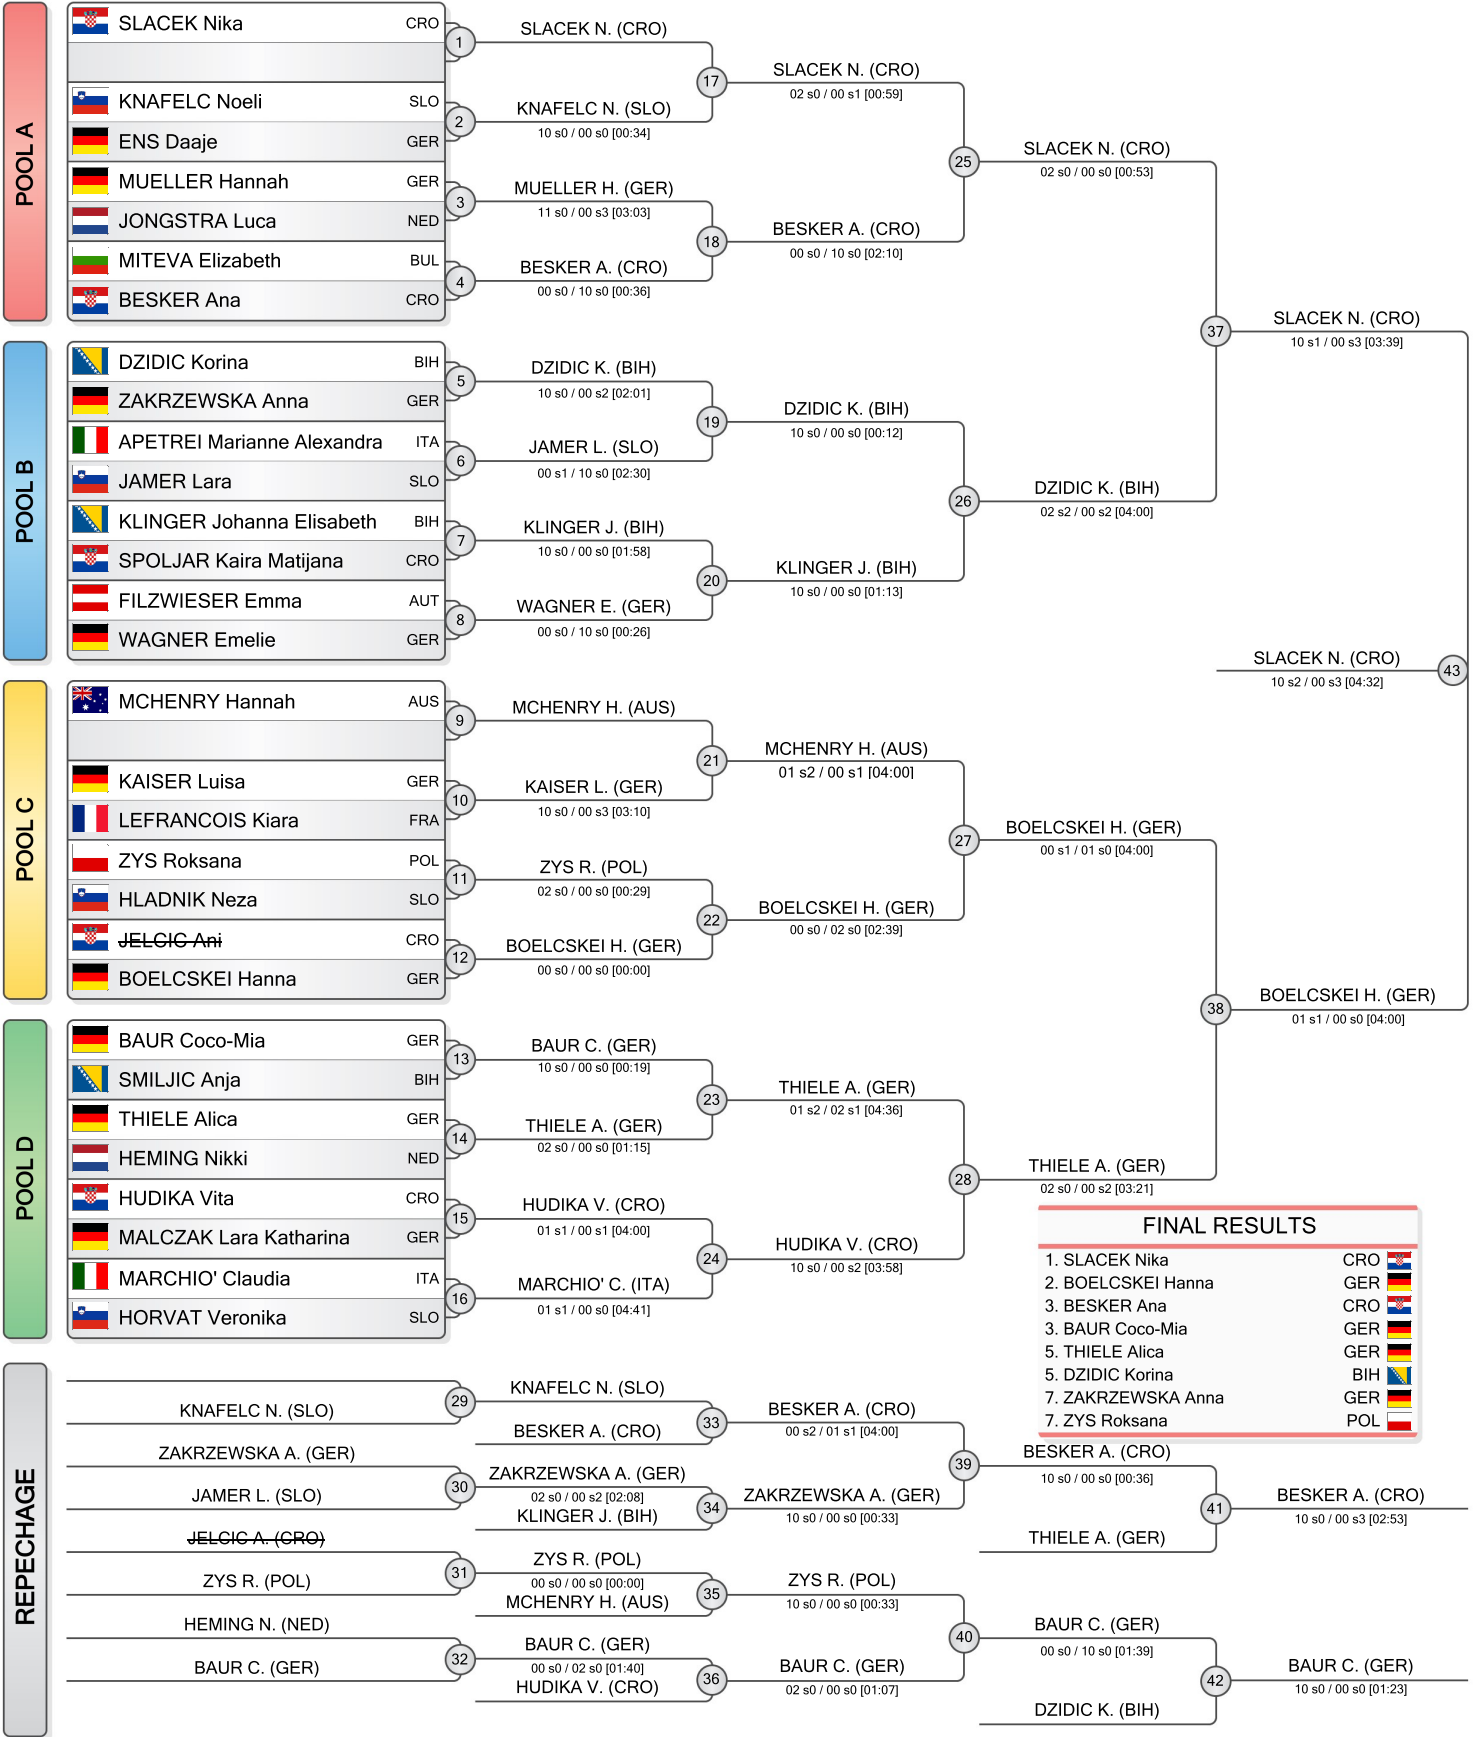 POOL A
SLACEK Nika CRO
KNAFELC Noeli SLO
ENS Daaje GER
MUELLER Hannah GER
JONGSTRA Luca NED
MITEVA Elizabeth BUL
BESKER Ana CRO
POOL B
DZIDIC Korina BIH
ZAKRZEWSKA Anna GER
APETREI Marianne Alexandra ITA
JAMER Lara SLO
KLINGER Johanna Elisabeth BIH
SPOLJAR Kaira Matijana CRO
FILZWIESER Emma AUT
WAGNER Emelie GER
POOL C
MCHENRY Hannah AUS
KAISER Luisa GER
LEFRANCOIS Kiara FRA
ZYS Roksana POL
HLADNIK Neza SLO
JELCIC Ani CRO
BOELCSKEI Hanna GER
POOL D
BAUR Coco-Mia GER
SMILJIC Anja BIH
THIELE Alica GER
HEMING Nikki NED
HUDIKA Vita CRO
MALCZAK Lara Katharina GER
MARCHIO' Claudia ITA
HORVAT Veronika SLO
1
SLACEK N. (CRO)
2
KNAFELC N. (SLO)
10 s0 / 00 s0 [00:34]
3
MUELLER H. (GER)
11 s0 / 00 s3 [03:03]
4
BESKER A. (CRO)
00 s0 / 10 s0 [00:36]
5
DZIDIC K. (BIH)
10 s0 / 00 s2 [02:01]
6
JAMER L. (SLO)
00 s1 / 10 s0 [02:30]
7
KLINGER J. (BIH)
10 s0 / 00 s0 [01:58]
8
WAGNER E. (GER)
00 s0 / 10 s0 [00:26]
9
MCHENRY H. (AUS)
10
KAISER L. (GER)
10 s0 / 00 s3 [03:10]
11
ZYS R. (POL)
02 s0 / 00 s0 [00:29]
12
BOELCSKEI H. (GER)
00 s0 / 00 s0 [00:00]
13
BAUR C. (GER)
10 s0 / 00 s0 [00:19]
14
THIELE A. (GER)
02 s0 / 00 s0 [01:15]
15
HUDIKA V. (CRO)
01 s1 / 00 s1 [04:00]
16
MARCHIO' C. (ITA)
01 s1 / 00 s0 [04:41]
17
SLACEK N. (CRO)
02 s0 / 00 s1 [00:59]
18
BESKER A. (CRO)
00 s0 / 10 s0 [02:10]
19
DZIDIC K. (BIH)
10 s0 / 00 s0 [00:12]
20
KLINGER J. (BIH)
10 s0 / 00 s0 [01:13]
21
MCHENRY H. (AUS)
01 s2 / 00 s1 [04:00]
22
BOELCSKEI H. (GER)
00 s0 / 02 s0 [02:39]
23
THIELE A. (GER)
01 s2 / 02 s1 [04:36]
24
HUDIKA V. (CRO)
10 s0 / 00 s2 [03:58]
25
SLACEK N. (CRO)
02 s0 / 00 s0 [00:53]
26
DZIDIC K. (BIH)
02 s2 / 00 s2 [04:00]
27
BOELCSKEI H. (GER)
00 s1 / 01 s0 [04:00]
28
THIELE A. (GER)
02 s0 / 00 s2 [03:21]
37
SLACEK N. (CRO)
10 s1 / 00 s3 [03:39]
38
BOELCSKEI H. (GER)
01 s1 / 00 s0 [04:00]
SLACEK N. (CRO)
10 s2 / 00 s3 [04:32]
43
FINAL RESULTS
1. SLACEK Nika CRO
2. BOELCSKEI Hanna GER
3. BESKER Ana CRO
3. BAUR Coco-Mia GER
5. THIELE Alica GER
5. DZIDIC Korina BIH
7. ZAKRZEWSKA Anna GER
7. ZYS Roksana POL
REPECHAGE
KNAFELC N. (SLO)
ZAKRZEWSKA A. (GER)
JAMER L. (SLO)
JELCIC A. (CRO)
ZYS R. (POL)
HEMING N. (NED)
BAUR C. (GER)
29
KNAFELC N. (SLO)
BESKER A. (CRO)
30
ZAKRZEWSKA A. (GER)
02 s0 / 00 s2 [02:08]
KLINGER J. (BIH)
31
ZYS R. (POL)
00 s0 / 00 s0 [00:00]
MCHENRY H. (AUS)
32
BAUR C. (GER)
00 s0 / 02 s0 [01:40]
HUDIKA V. (CRO)
33
BESKER A. (CRO)
00 s2 / 01 s1 [04:00]
34
ZAKRZEWSKA A. (GER)
10 s0 / 00 s0 [00:33]
35
ZYS R. (POL)
10 s0 / 00 s0 [00:33]
36
BAUR C. (GER)
02 s0 / 00 s0 [01:07]
39
BESKER A. (CRO)
10 s0 / 00 s0 [00:36]
THIELE A. (GER)
40
BAUR C. (GER)
00 s0 / 10 s0 [01:39]
DZIDIC K. (BIH)
41
BESKER A. (CRO)
10 s0 / 00 s3 [02:53]
42
BAUR C. (GER)
10 s0 / 00 s0 [01:23]